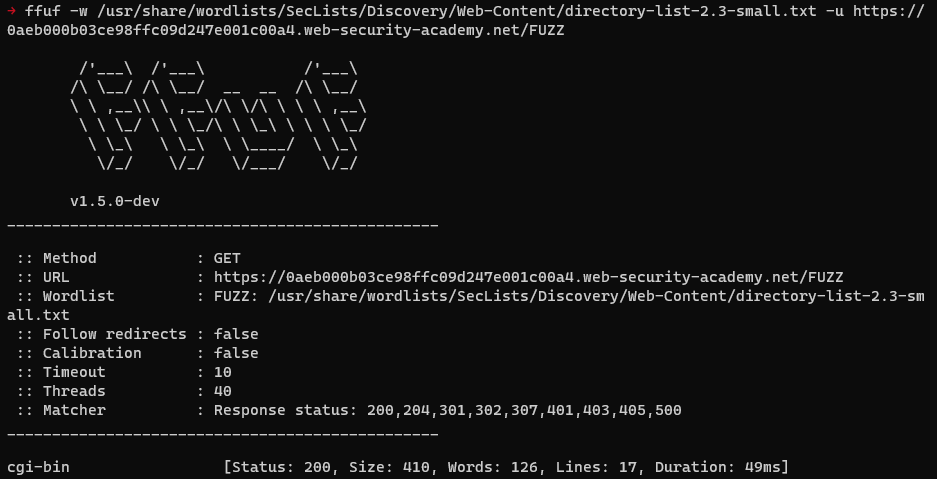 → ffuf -w /usr/share/wordlists/SecLists/Discovery/Web-Content/directory-list-2.3-small.txt -u https://
0aeb000b03ce98ffc09d247e001c00a4.web-security-academy.net/FUZZ
        /'___\  /'___\           /'___\
       /\ \__/ /\ \__/  __  __  /\ \__/
       \ \ ,__\\ \ ,__\/\ \/\ \ \ \ ,__\
        \ \ \_/ \ \ \_/\ \ \_\ \ \ \ \_/
         \ \_\   \ \_\  \ \____/  \ \_\
          \/_/    \/_/   \/___/    \/_/
       v1.5.0-dev
________________________________________________
 :: Method           : GET
 :: URL              : https://0aeb000b03ce98ffc09d247e001c00a4.web-security-academy.net/FUZZ
 :: Wordlist         : FUZZ: /usr/share/wordlists/SecLists/Discovery/Web-Content/directory-list-2.3-sm
all.txt
 :: Follow redirects : false
 :: Calibration      : false
 :: Timeout          : 10
 :: Threads          : 40
 :: Matcher          : Response status: 200,204,301,302,307,401,403,405,500
________________________________________________
cgi-bin                 [Status: 200, Size: 410, Words: 126, Lines: 17, Duration: 49ms]